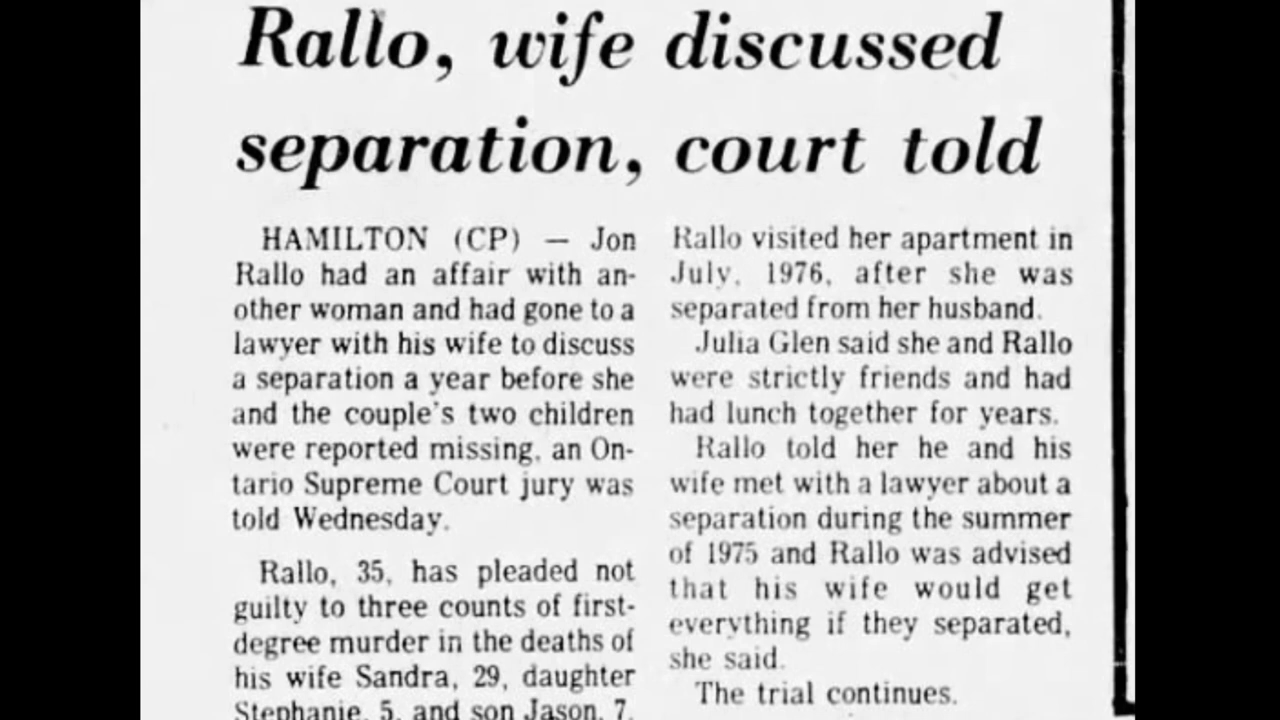 Rallo, wife discussed
separation, court told
HAMILTON (CP) — Jon
Rallo had an affair with an-
other woman and had gone to a
lawyer with his wife to discuss
a separation a year before she
and the couple's two children
were reported missing, an On-
tario Supreme Court jury was
told Wednesday.
Rallo, 35, has pleaded not
guilty to three counts of first-
degree murder in the deaths of
his wife Sandra, 29, daughter
Stephanie, 5, and son Jason, 7.
Rallo visited her apartment in
July, 1976, after she was
separated from her husband.
Julia Glen said she and Rallo
were strictly friends and had
had lunch together for years.
Rallo told her he and his
wife met with a lawyer about a
separation during the summer
of 1975 and Rallo was advised
that his wife would get
everything if they separated,
she said.
The trial continues.